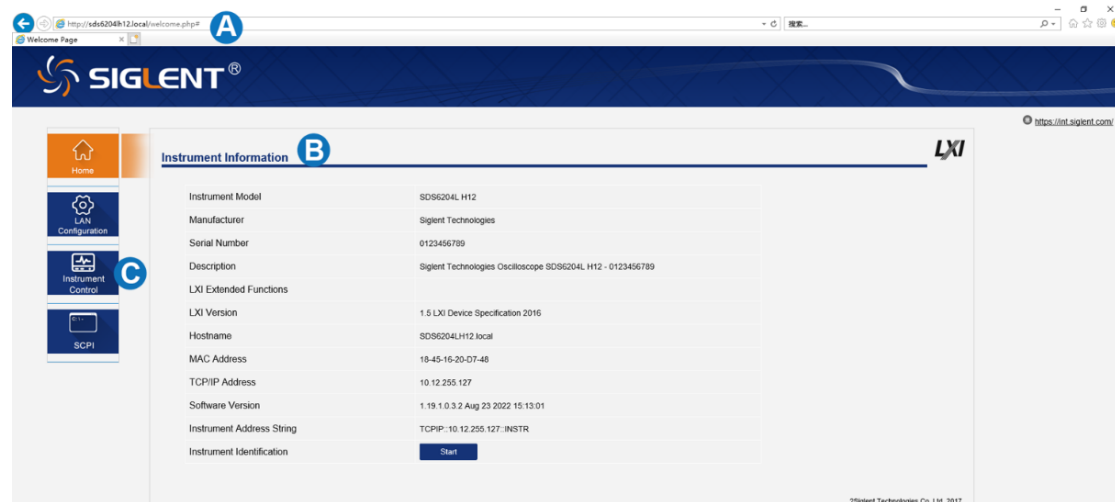 http://sds6204lh12.local/welcome.php#
A
搜索...
Welcome Page
SIGLENT®
https://int.siglent.com/
Home
Instrument Information
B
LXI
Instrument Model SDS6204L H12
LAN
Configuration
Manufacturer Siglent Technologies
Serial Number 0123456789
Instrument
Control
C
Description Siglent Technologies Oscilloscope SDS6204L H12 - 0123456789
LXI Extended Functions
LXI Version 1.5 LXI Device Specification 2016
C:\-
SCPI
Hostname SDS6204LH12.local
MAC Address 18-45-16-20-D7-48
TCP/IP Address 10.12.255.127
Software Version 1.19.1.0.3.2 Aug 23 2022 15:13:01
Instrument Address String TCPIP::10.12.255.127::INSTR
Instrument Identification Start
?Siglent Technologies Co. Ltd. 2017